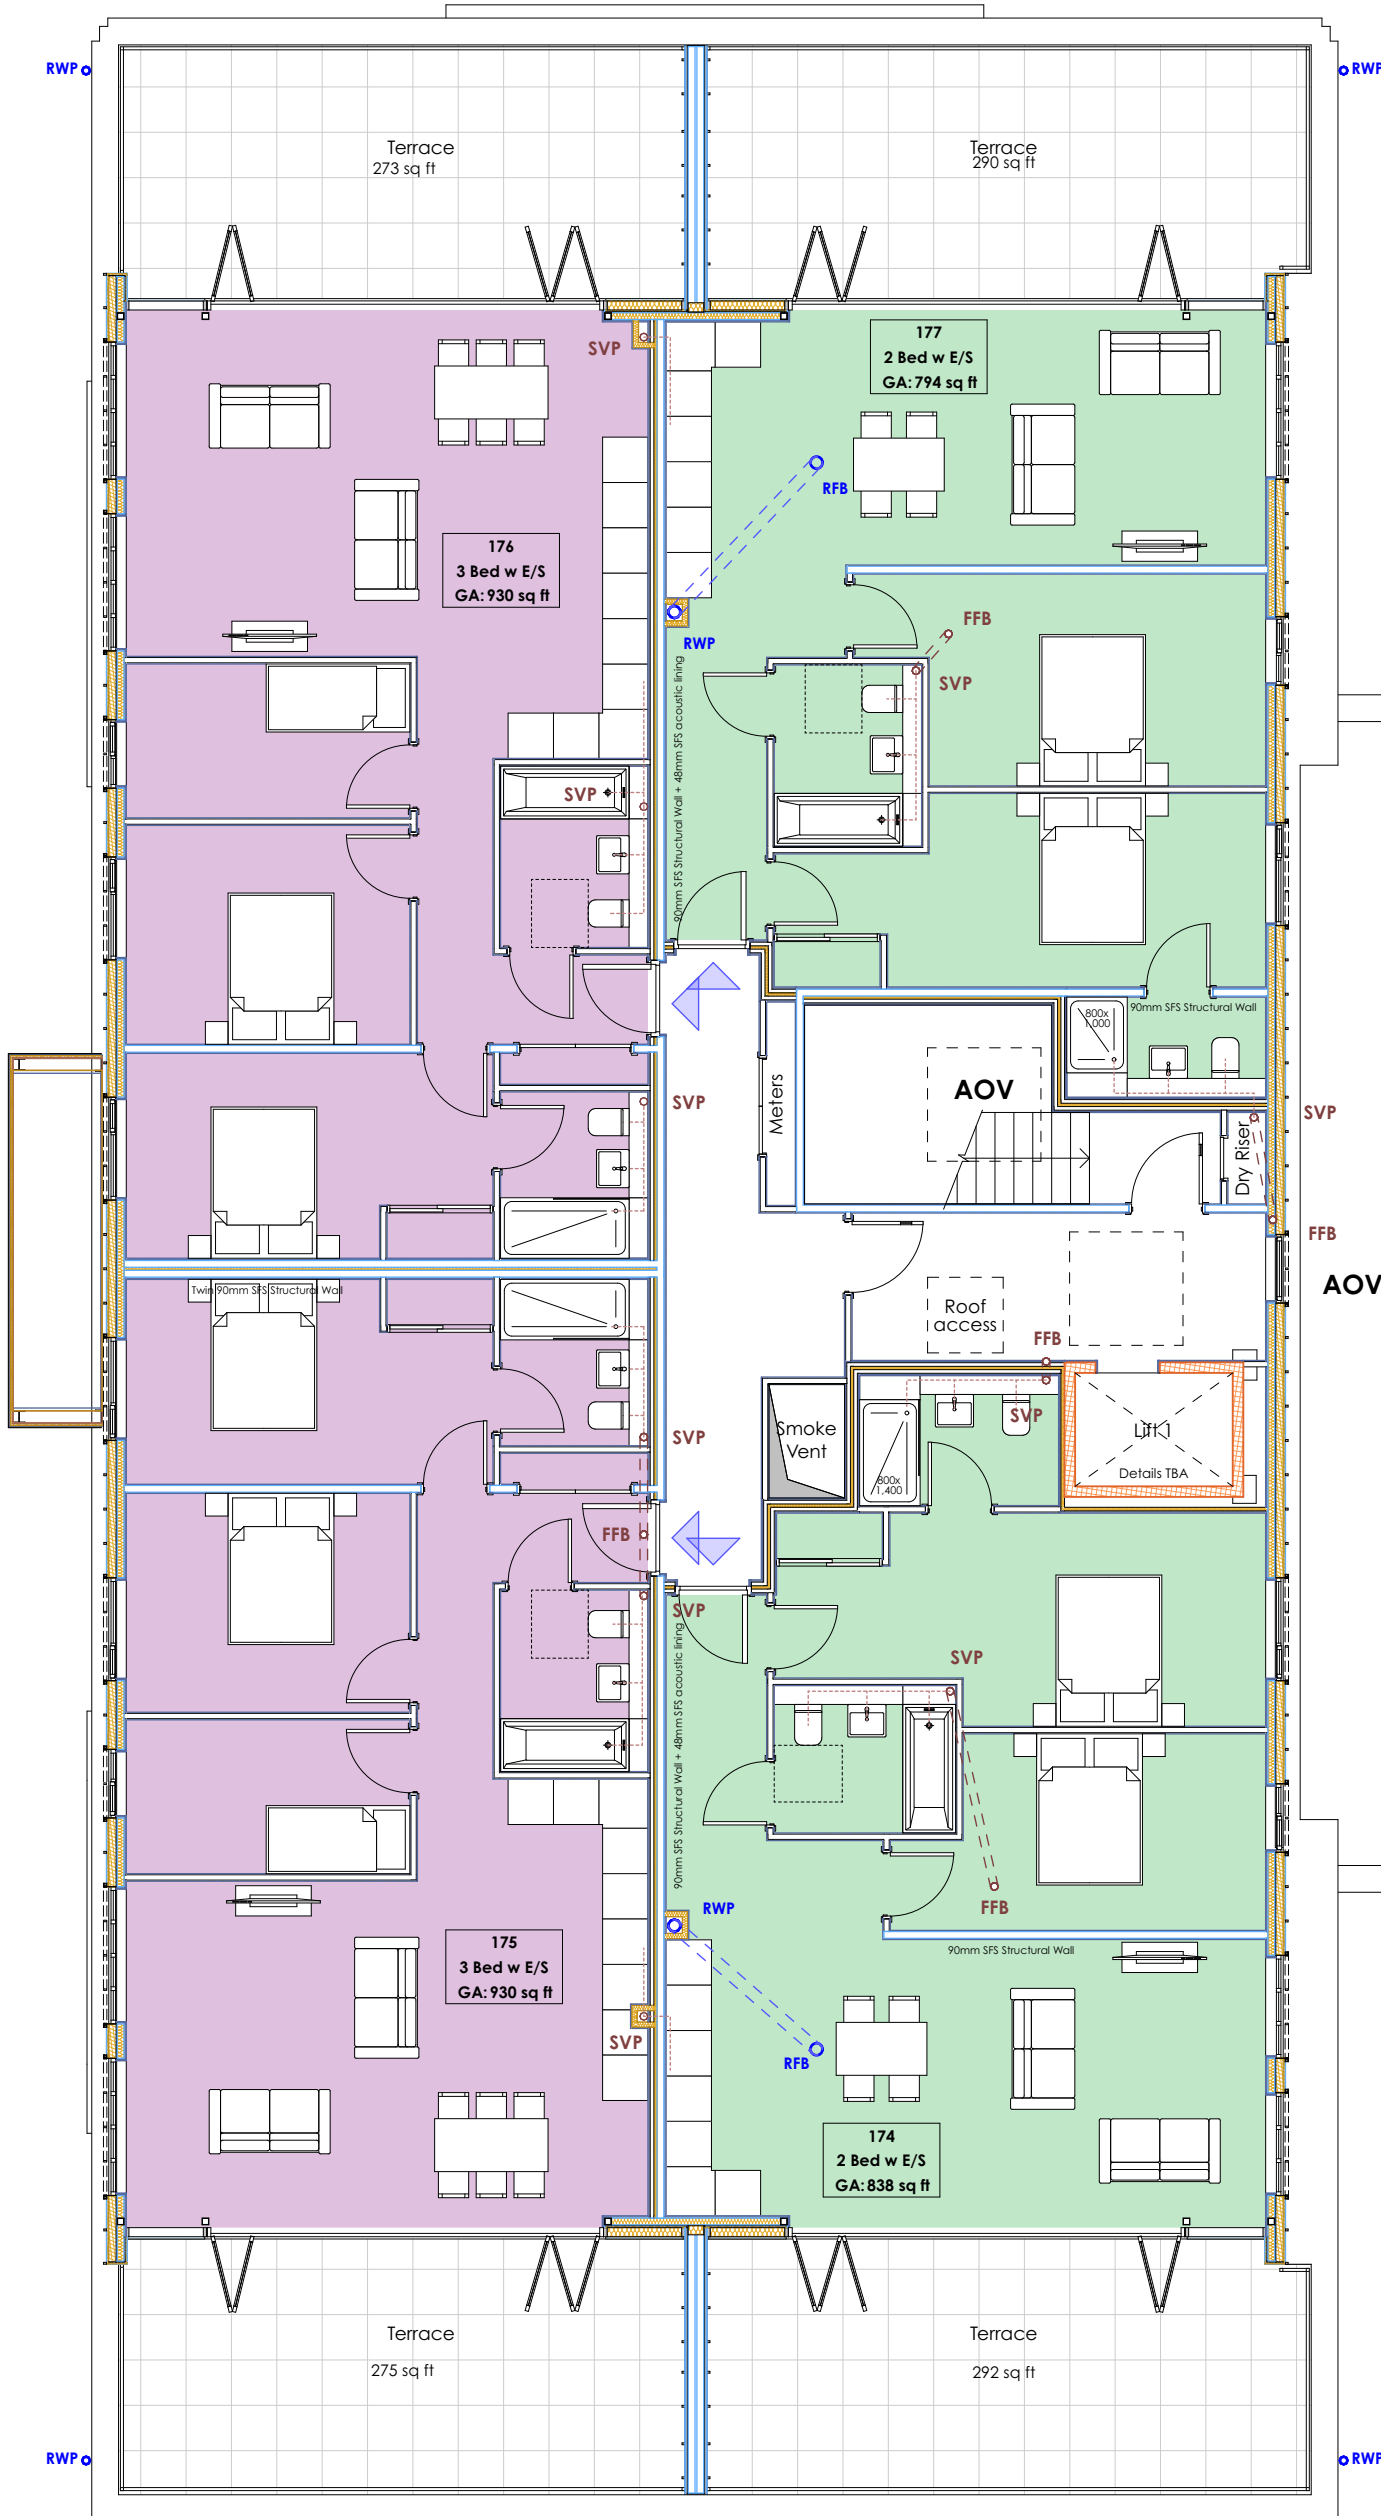 RWP
RWP
Terrace
273 sq ft
Terrace
290 sq ft
SVP
177
2 Bed w E/S
GA: 794 sq ft
RFB
176
3 Bed w E/S
GA: 930 sq ft
RWP
FFB
SVP
90mm SFS Structural Wall + 48mm SFS acoustic lining
SVP
800x
1,000
90mm SFS Structural Wall
AOV
Meters
SVP
SVP
Dry Riser
FFB
AOV
Twin 90mm SFS Structural Wall
Roof
access
FFB
SVP
Lift 1
Details TBA
Smoke
Vent
800x
1,400
SVP
FFB
SVP
90mm SFS Structural Wall + 48mm SFS acoustic lining
SVP
FFB
RWP
90mm SFS Structural Wall
175
3 Bed w E/S
GA: 930 sq ft
SVP
RFB
174
2 Bed w E/S
GA: 838 sq ft
Terrace
275 sq ft
Terrace
292 sq ft
RWP
RWP